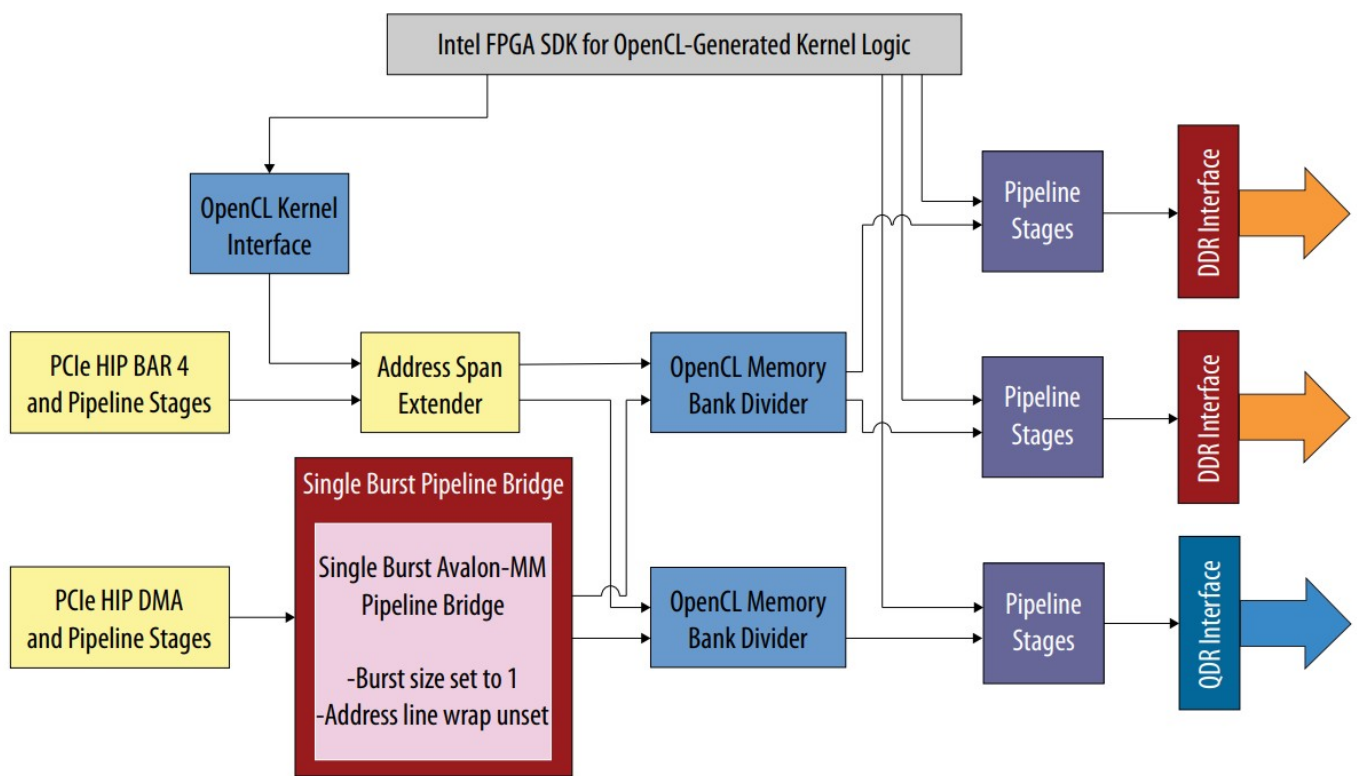 Intel FPGA SDK for OpenCL-Generated Kernel Logic
OpenCL Kernel
Interface
Pipeline
Stages
DDR Interface
PCIe HIP BAR 4
and Pipeline Stages
Address Span
Extender
OpenCL Memory
Bank Divider
Pipeline
Stages
DDR Interface
Single Burst Pipeline Bridge
Single Burst Avalon-MM
Pipeline Bridge
-Burst size set to 1
-Address line wrap unset
PCIe HIP DMA
and Pipeline Stages
OpenCL Memory
Bank Divider
Pipeline
Stages
QDR Interface